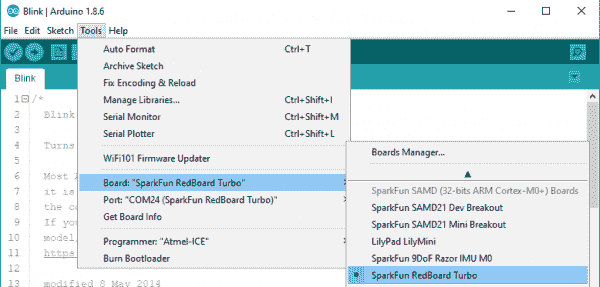 Blink | Arduino 1.8.6
File Edit Sketch Tools Help
Auto Format Ctrl+T
Archive Sketch
Fix Encoding & Reload
Manage Libraries... Ctrl+Shift+I
Serial Monitor Ctrl+Shift+M
Serial Plotter Ctrl+Shift+L
WiFi101 Firmware Updater
Board: "SparkFun RedBoard Turbo"
Port: "COM24 (SparkFun RedBoard Turbo)"
Get Board Info
Programmer: "Atmel-ICE"
Burn Bootloader
Boards Manager...
SparkFun SAMD (32-bits ARM Cortex-M0+) Boards
SparkFun SAMD21 Dev Breakout
SparkFun SAMD21 Mini Breakout
LilyPad LilyMini
SparkFun 9DoF Razor IMU M0
SparkFun RedBoard Turbo
Blink
1 /*
2 Blink
3
4 Turns
5
6 Most A
7 it is
8 the co
9 If you
10 model,
11 https
12
13 modified 8 May 2014